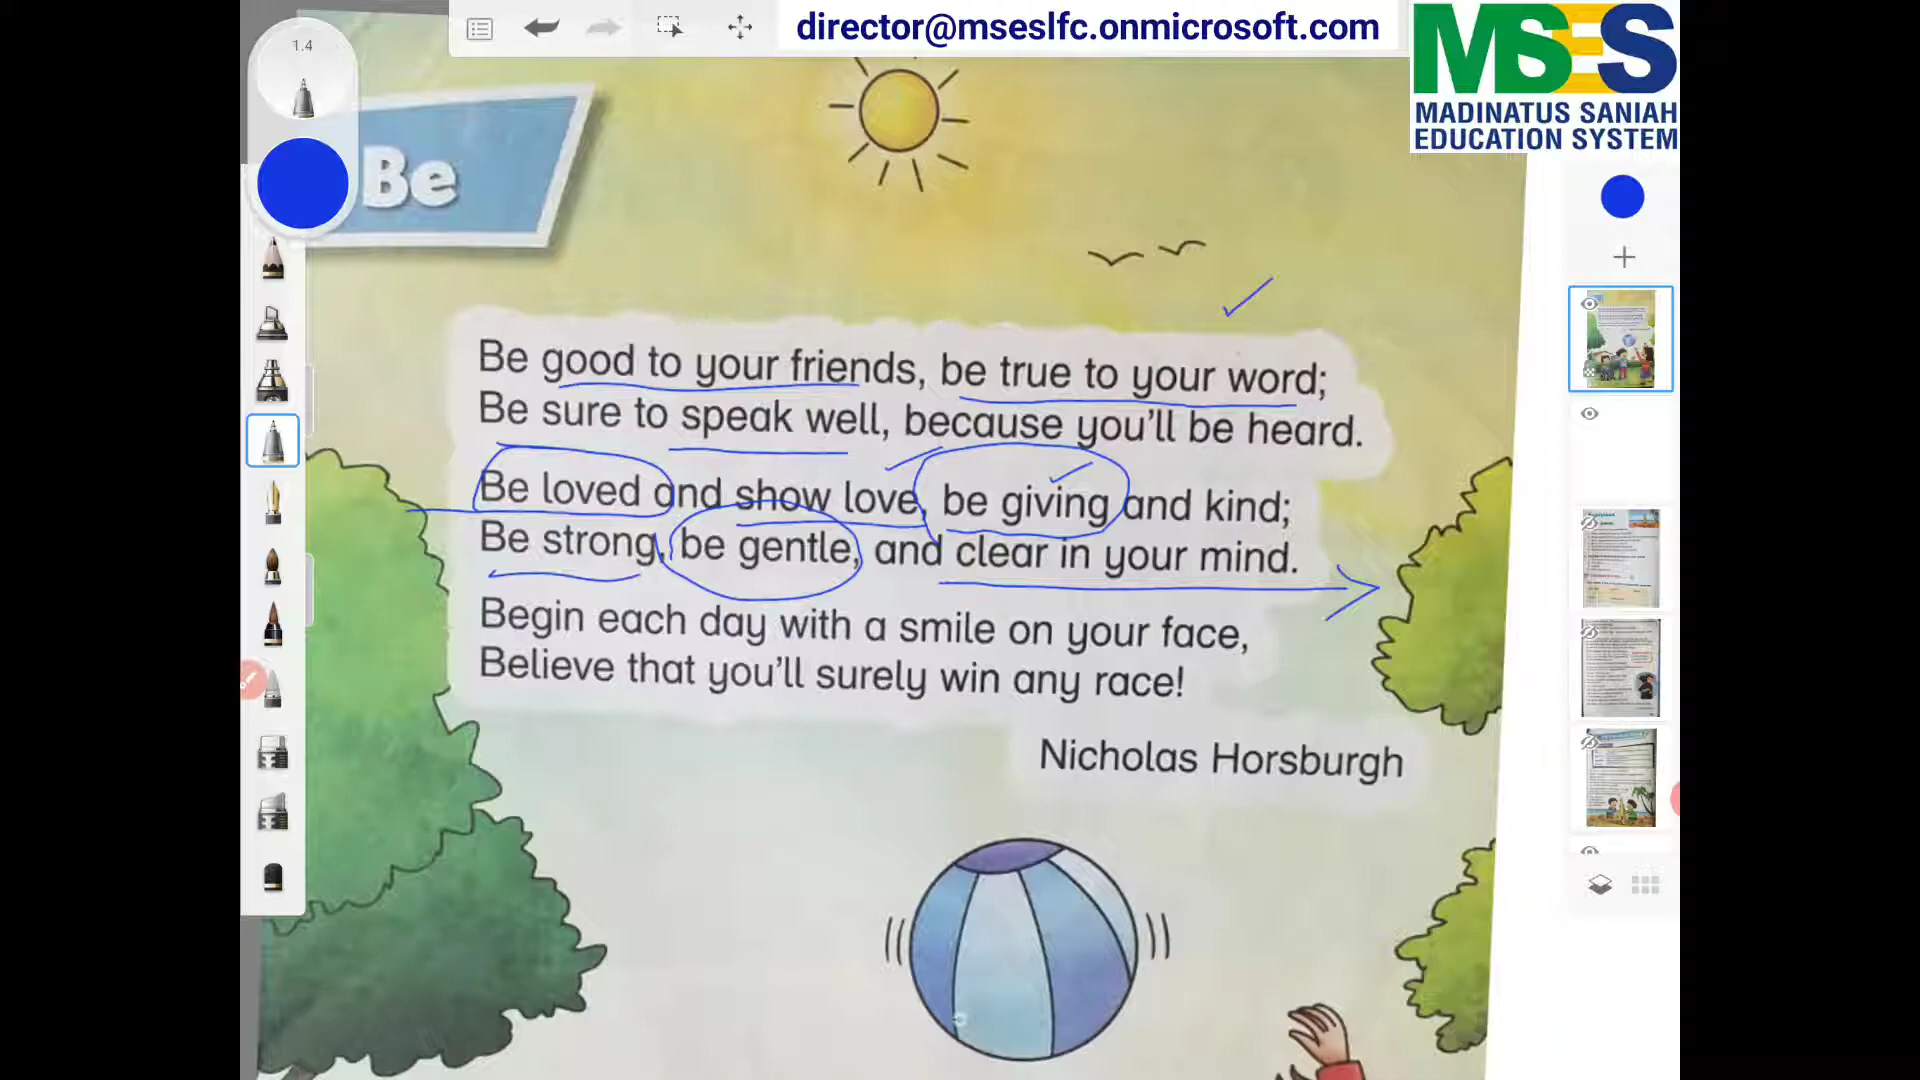 1.4
director@mseslfc.onmicrosoft.com
MSES
MADINATUS SANIAH
EDUCATION SYSTEM
Be
Be good to your friends, be true to your word;
Be sure to speak well, because you'll be heard.
Be loved and show love, be giving and kind;
Be strong, be gentle, and clear in your mind.
Begin each day with a smile on your face,
Believe that you'll surely win any race!
Nicholas Horsburgh